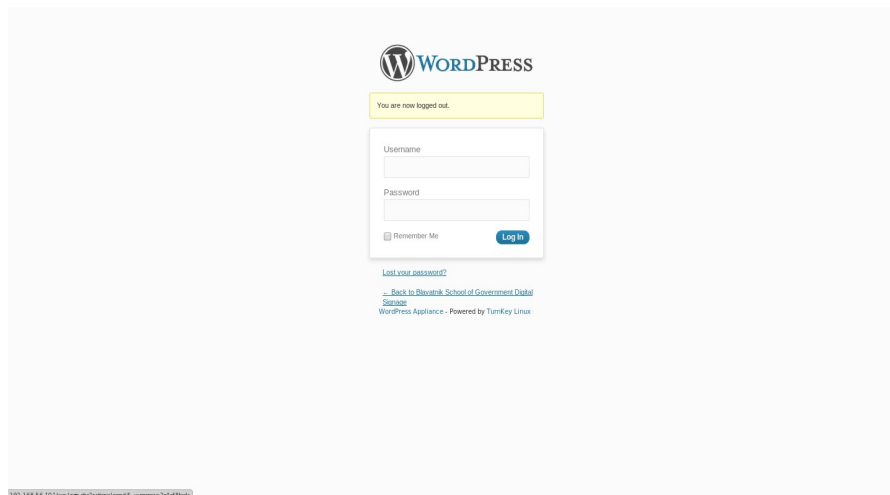 WORDPRESS
You are now logged out.
Username
Password
Remember Me
Log In
Lost your password?
← Back to Blavatnik School of Government Digital
Signage
WordPress Appliance - Powered by TurnKey Linux